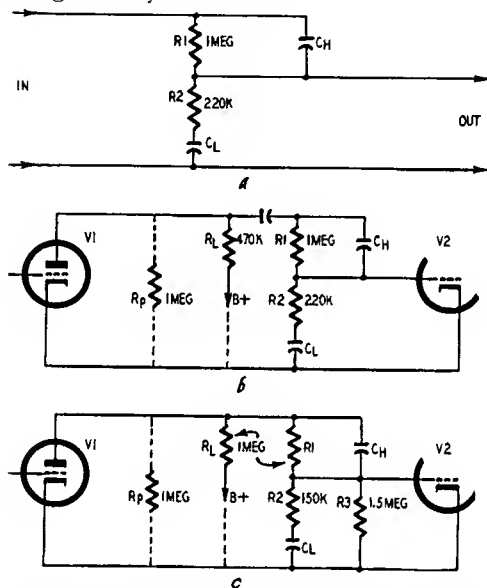 R1 1MEG CH
IN
R2 220K
OUT
CL
a
V1
RL 470K R1 1MEG CH
V2
RP 1MEG
B+
R2 220K
CL
b
V1
RL 1MEG R1 CH
V2
RP 1MEG
B+
R2 150K R3 1.5MEG
CL
c